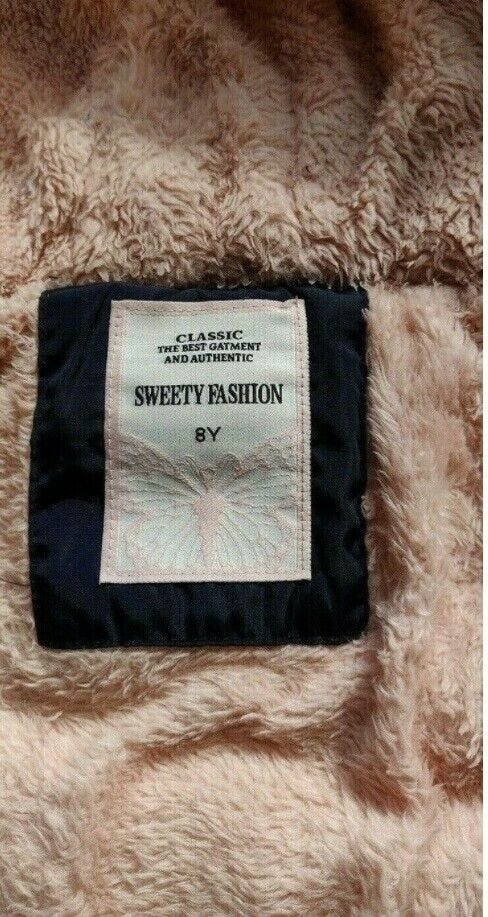 CLASSIC
THE BEST GATMENT
AND AUTHENTIC
SWEETY FASHION
8Y